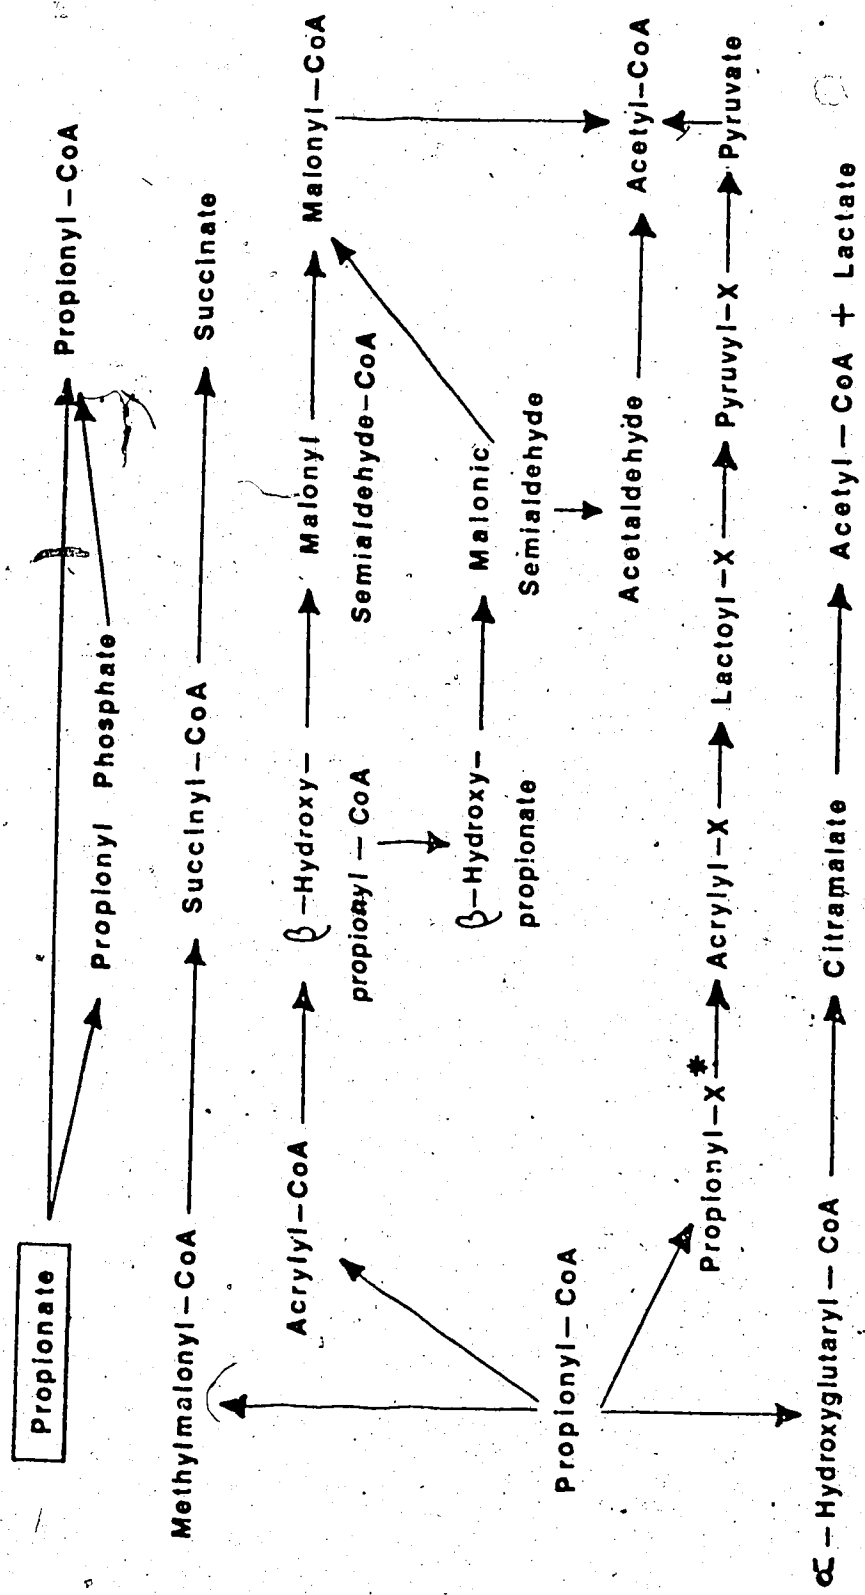 Propionate
Propionyl-CoA
Propionyl Phosphate
Methylmalonyl-CoA
Succinyl-CoA
Succinate
Acrylyl-CoA
β-Hydroxy-
propionyl-CoA
Malonyl
Semialdehyde-CoA
Malonyl-CoA
β-Hydroxy-
propionate
Malonic
Semialdehyde
Propionyl-CoA
Acetaldehyde
Acetyl-CoA
Propionyl-X*
Acrylyl-X
Lactoyl-X
Pyruvyl-X
Pyruvate
α-Hydroxyglutaryl-CoA
Citramalate
Acetyl-CoA + Lactate